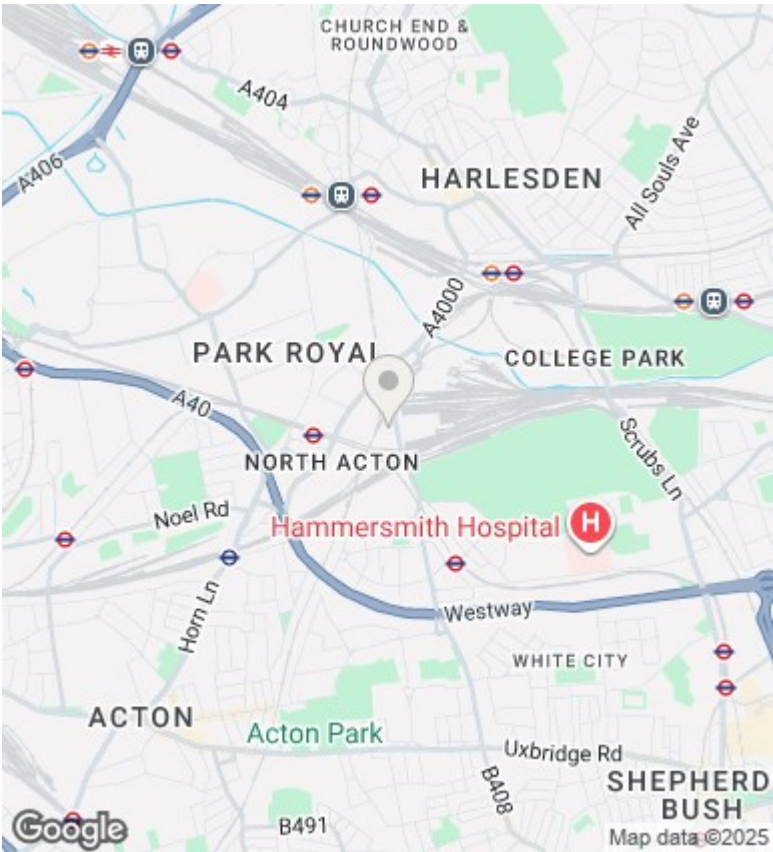 CHURCH END &
ROUNDWOOD
A404
A406
HARLESDEN
All Souls Ave
A4000
PARK ROYAL
COLLEGE PARK
A40
Scrubs Ln
NORTH ACTON
Noel Rd
Hammersmith Hospital
H
Horn Ln
Westway
WHITE CITY
ACTON
Acton Park
Uxbridge Rd
B408
SHEPHERD
BUSH
B491
Google
Map data ©2025